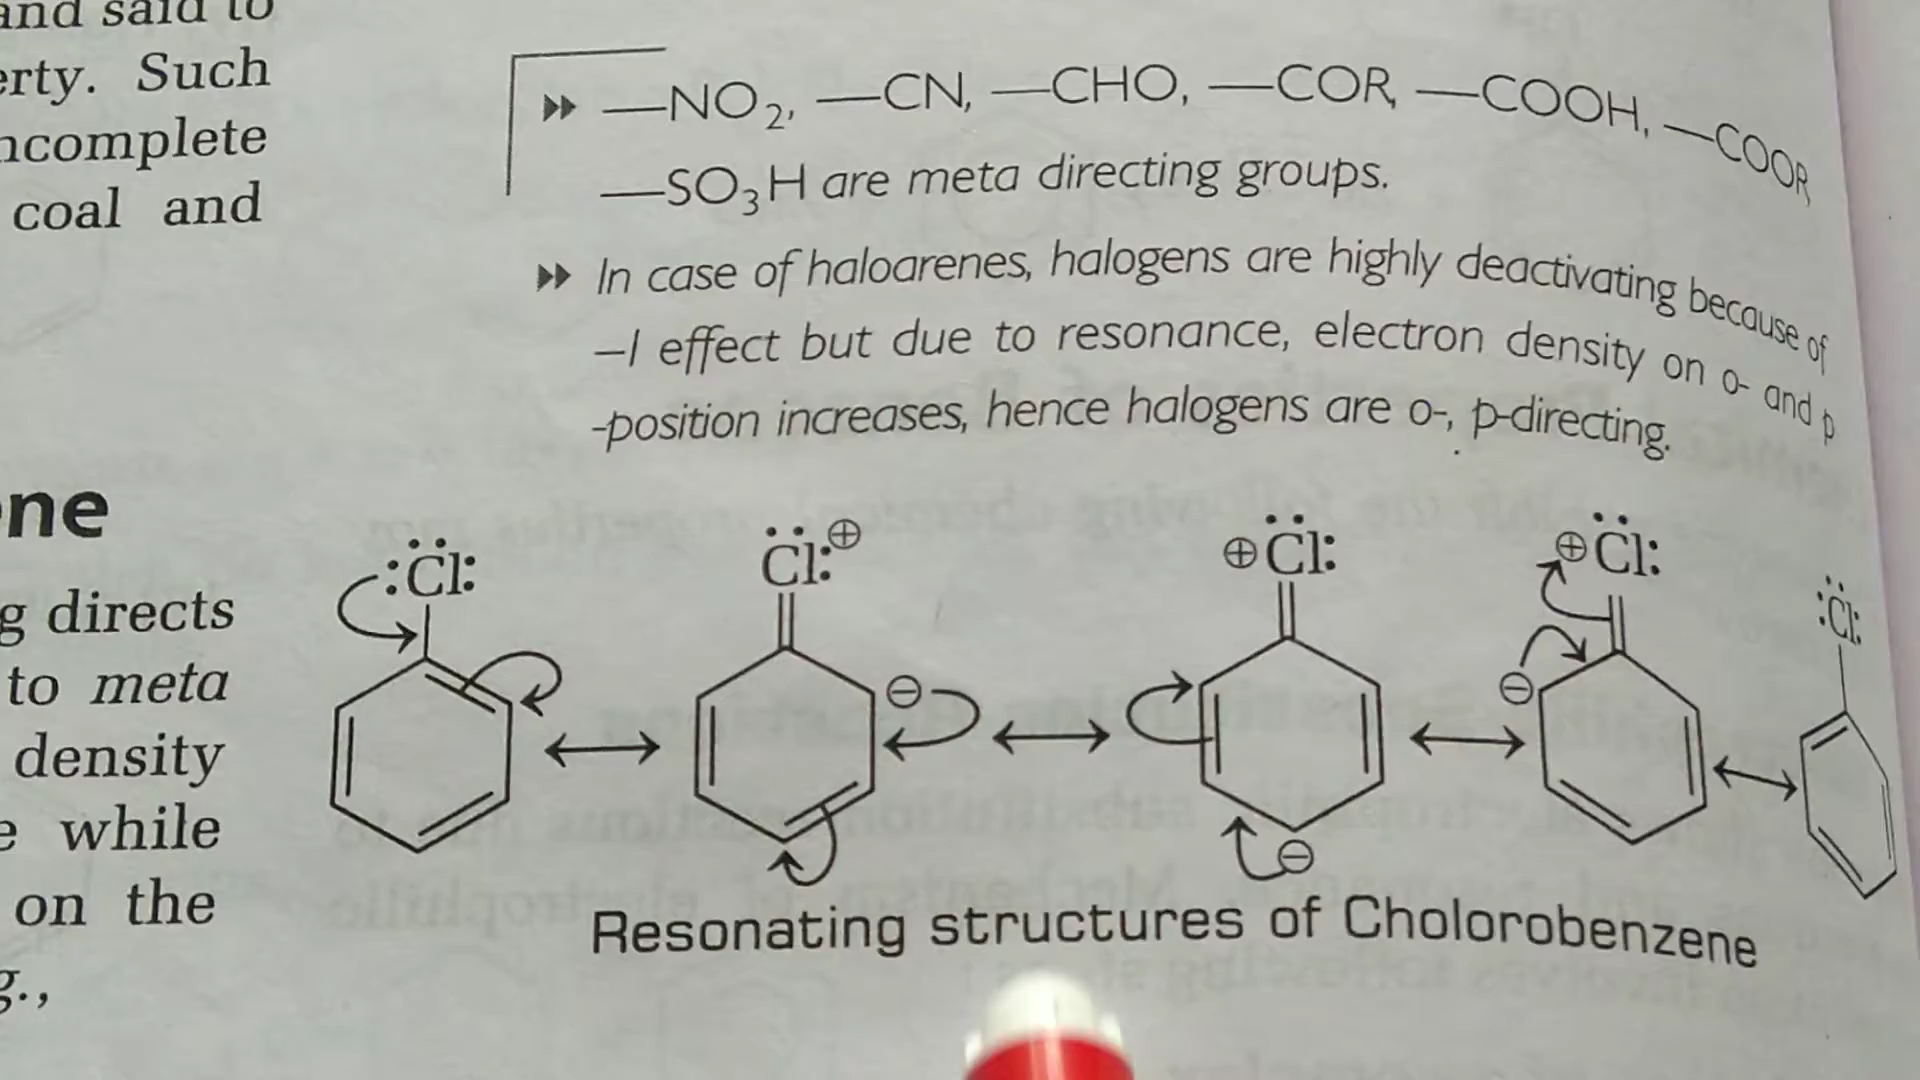 and said to
erty. Such
ncomplete
coal and
—NO2, —CN, —CHO, —COR, —COOH, —COOR
—SO3H are meta directing groups.
In case of haloarenes, halogens are highly deactivating because of
–I effect but due to resonance, electron density on o- and p
-position increases, hence halogens are o-, p-directing.
ne
g directs
to meta
density
e while
on the
g.,
:Cl: Cl:⊕ ⊕Cl: ⊕Cl: :Cl:
⊖ ⊖ ⊖
Resonating structures of Cholorobenzene